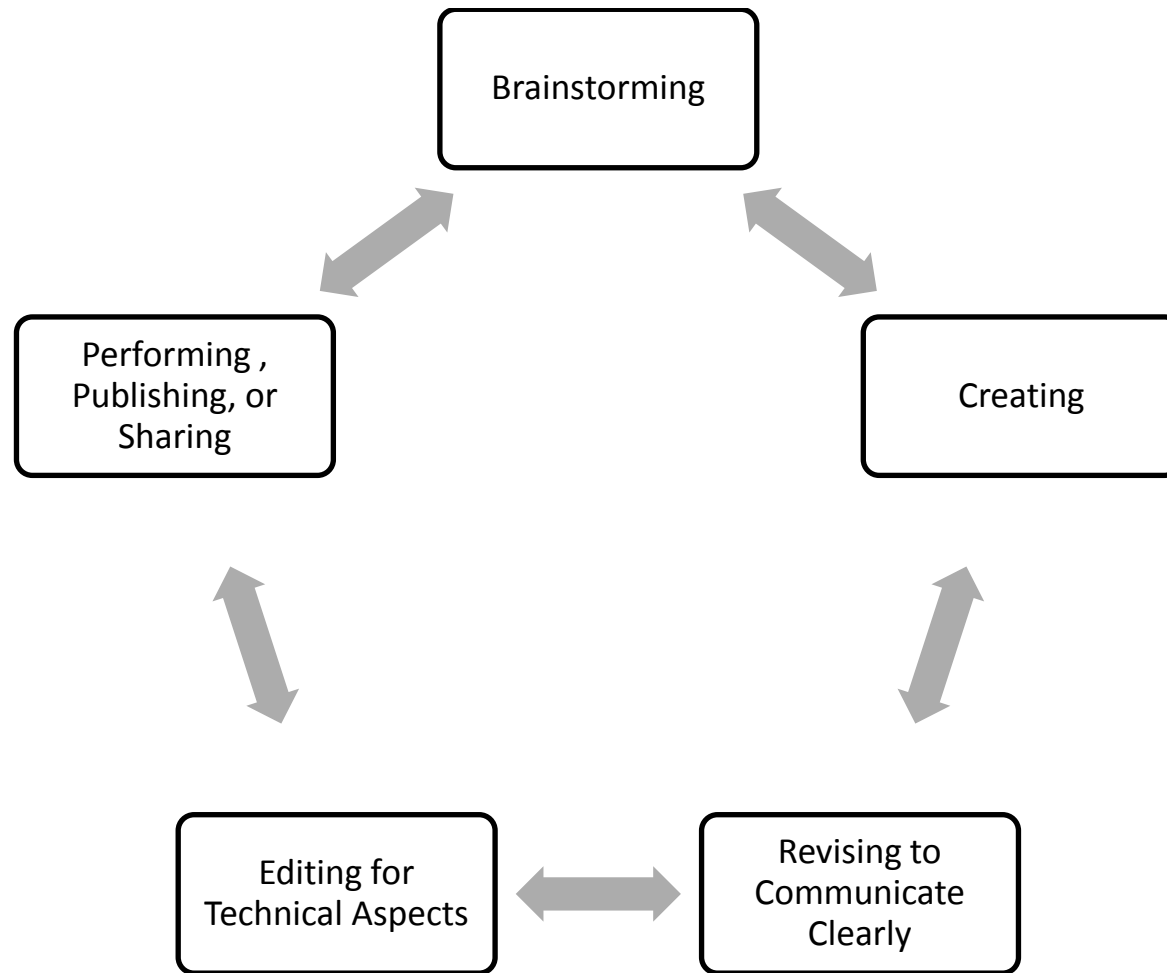 Brainstorming
Performing ,
Publishing, or
Sharing
Creating
Editing for
Technical Aspects
Revising to
Communicate
Clearly